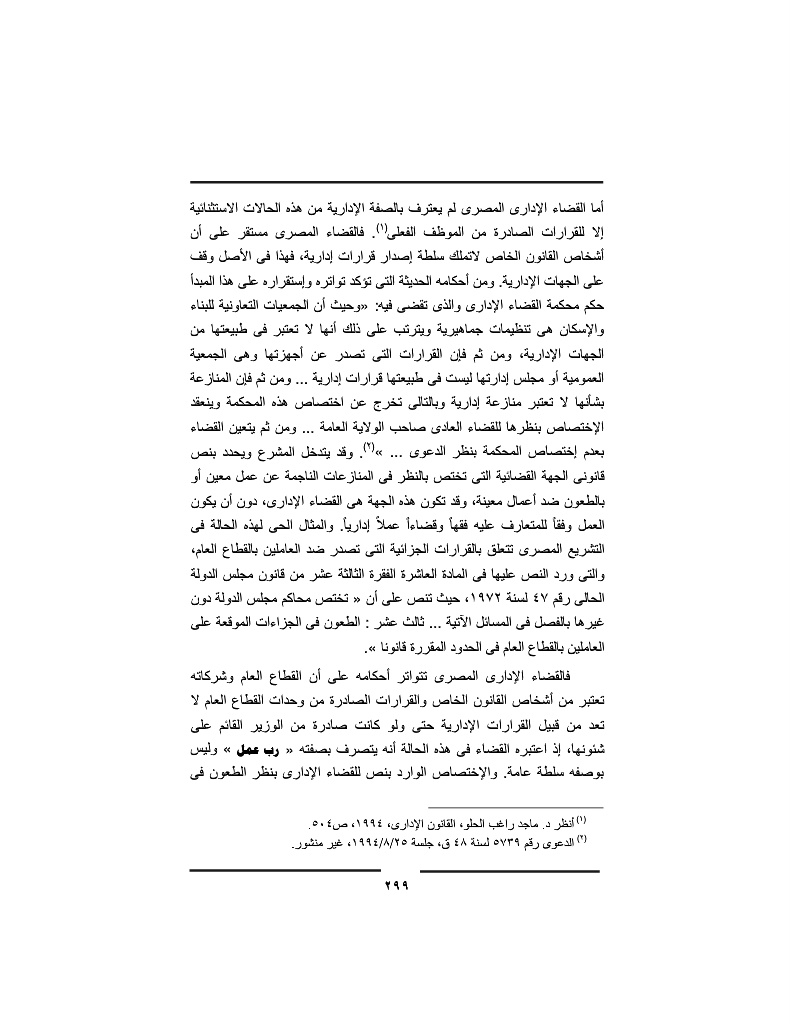 أما القضاء الإدارى المصرى لم يعترف بالصفة الإدارية من هذه الحالات الاستثنائية
إلا للقرارات الصادرة من الموظف الفعلى(١). فالقضاء المصرى مستقر على أن
أشخاص القانون الخاص لاتملك سلطة إصدار قرارات إدارية، فهذا فى الأصل وقف
على الجهات الإدارية. ومن أحكامه الحديثة التى تؤكد تواتره وإستقراره على هذا المبدأ
حكم محكمة القضاء الإدارى والذى تقضى فيه: «وحيث أن الجمعيات التعاونية للبناء
والإسكان هى تنظيمات جماهيرية ويترتب على ذلك أنها لا تعتبر فى طبيعتها من
الجهات الإدارية، ومن ثم فإن القرارات التى تصدر عن أجهزتها وهى الجمعية
العمومية أو مجلس إدارتها ليست فى طبيعتها قرارات إدارية ... ومن ثم فإن المنازعة
بشأنها لا تعتبر منازعة إدارية وبالتالى تخرج عن اختصاص هذه المحكمة وينعقد
الإختصاص بنظرها للقضاء العادى صاحب الولاية العامة ... ومن ثم يتعين القضاء
بعدم إختصاص المحكمة بنظر الدعوى ... »(٢). وقد يتدخل المشرع ويحدد بنص
قانونى الجهة القضائية التى تختص بالنظر فى المنازعات الناجمة عن عمل معين أو
بالطعون ضد أعمال معينة، وقد تكون هذه الجهة هى القضاء الإدارى، دون أن يكون
العمل وفقاً للمتعارف عليه فقهاً وقضاءاً عملاً إدارياً. والمثال الحى لهذه الحالة فى
التشريع المصرى تتعلق بالقرارات الجزائية التى تصدر ضد العاملين بالقطاع العام،
والتى ورد النص عليها فى المادة العاشرة الفقرة الثالثة عشر من قانون مجلس الدولة
الحالى رقم ٤٧ لسنة ١٩٧٢، حيث تنص على أن « تختص محاكم مجلس الدولة دون
غيرها بالفصل فى المسائل الآتية ... ثالث عشر : الطعون فى الجزاءات الموقعة على
العاملين بالقطاع العام فى الحدود المقررة قانونا ».
فالقضاء الإدارى المصرى تتواتر أحكامه على أن القطاع العام وشركاته
تعتبر من أشخاص القانون الخاص والقرارات الصادرة من وحدات القطاع العام لا
تعد من قبيل القرارات الإدارية حتى ولو كانت صادرة من الوزير القائم على
شئونها، إذ اعتبره القضاء فى هذه الحالة أنه يتصرف بصفته « رب عمل » وليس
بوصفه سلطة عامة. والإختصاص الوارد بنص للقضاء الإدارى بنظر الطعون فى
(١) أنظر د. ماجد راغب الحلو، القانون الإدارى، ١٩٩٤، ص٥٠٤.
(٢) الدعوى رقم ٥٧٣٩ لسنة ٤٨ ق، جلسة ١٩٩٤/٨/٢٥، غير منشور.
٢٩٩